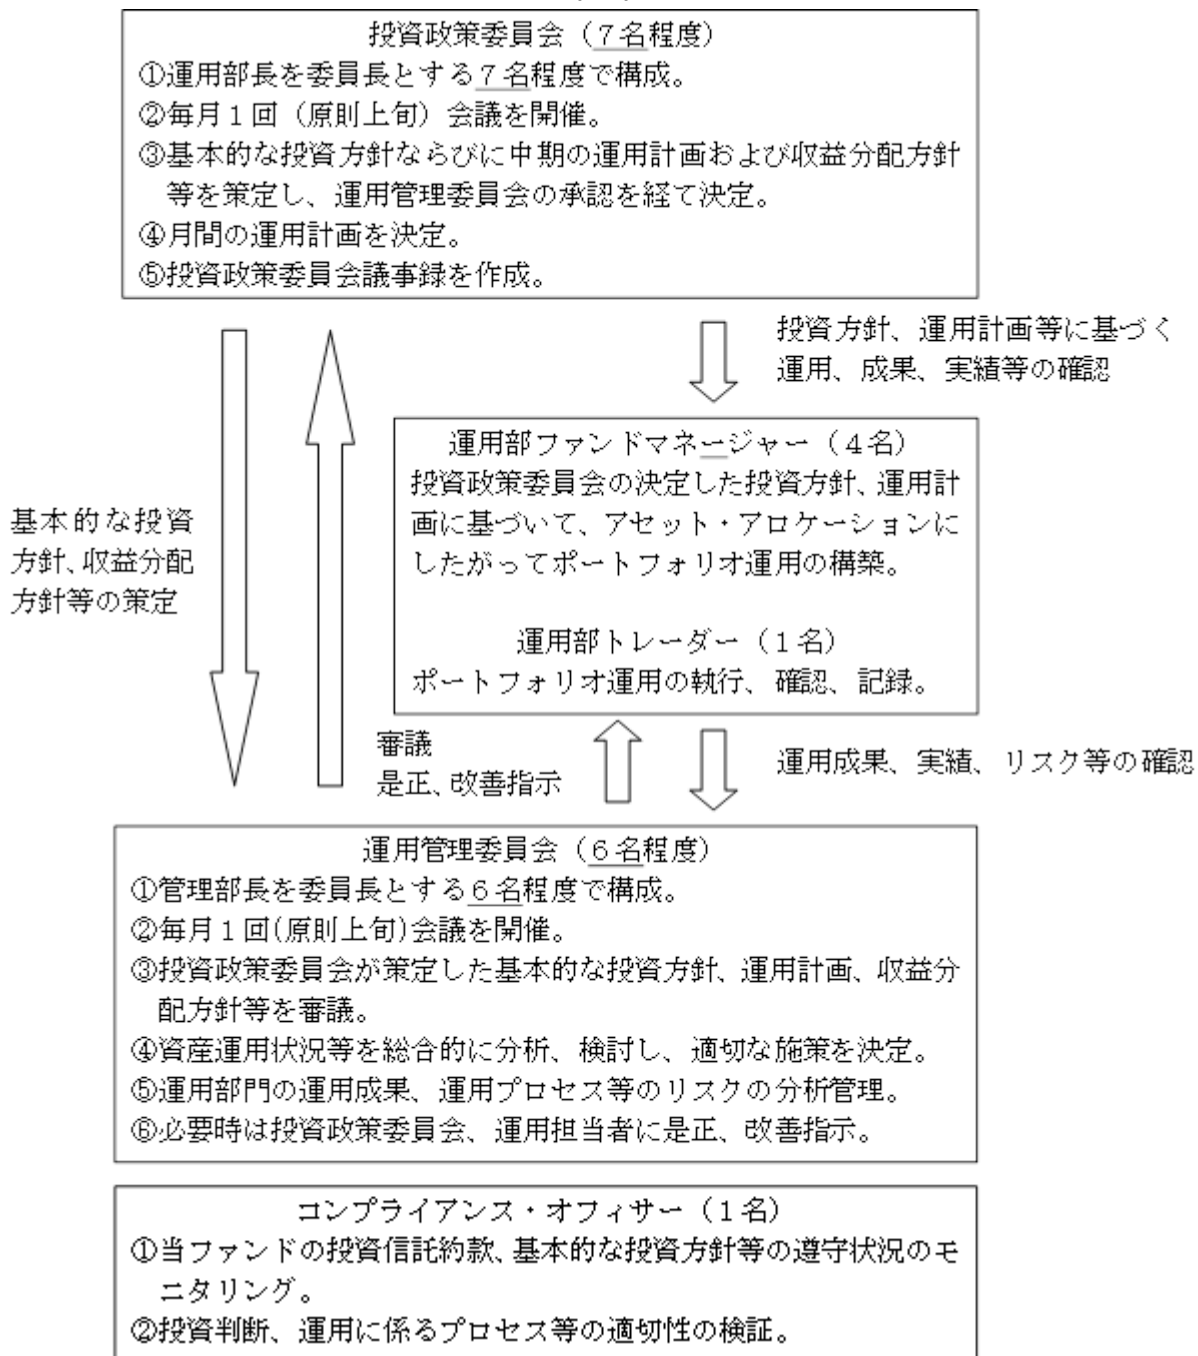 投資政策委員会（７名程度）
①運用部長を委員長とする７名程度で構成。
②毎月１回（原則上旬）会議を開催。
③基本的な投資方針ならびに中期の運用計画および収益分配方針
等を策定し、運用管理委員会の承認を経て決定。
④月間の運用計画を決定。
⑤投資政策委員会議事録を作成。
投資方針、運用計画等に基づく
運用、成果、実績等の確認
運用部ファンドマネージャー（４名）
投資政策委員会の決定した投資方針、運用計
画に基づいて、アセット・アロケーションに
したがってポートフォリオ運用の構築。
運用部トレーダー（１名）
ポートフォリオ運用の執行、確認、記録。
基本的な投資
方針、収益分配
方針等の策定
審議
是正、改善指示
運用成果、実績、リスク等の確認
運用管理委員会（６名程度）
①管理部長を委員長とする６名程度で構成。
②毎月１回(原則上旬)会議を開催。
③投資政策委員会が策定した基本的な投資方針、運用計画、収益分
配方針等を審議。
④資産運用状況等を総合的に分析、検討し、適切な施策を決定。
⑤運用部門の運用成果、運用プロセス等のリスクの分析管理。
⑥必要時は投資政策委員会、運用担当者に是正、改善指示。
コンプライアンス・オフィサー（１名）
①当ファンドの投資信託約款、基本的な投資方針等の遵守状況のモ
ニタリング。
②投資判断、運用に係るプロセス等の適切性の検証。